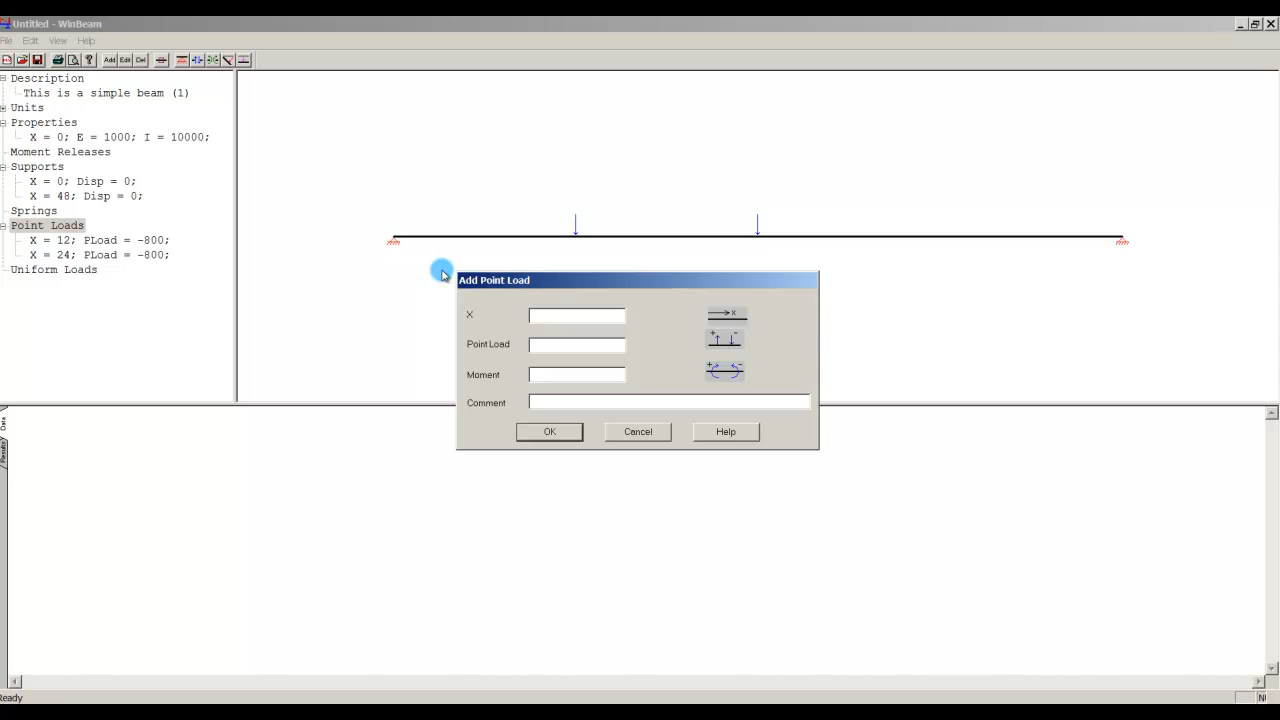 Untitled - WinBeam
File Edit View Help
Add Edit Del
Description
This is a simple beam (1)
Units
Properties
X = 0; E = 1000; I = 10000;
Moment Releases
Supports
X = 0; Disp = 0;
X = 48; Disp = 0;
Springs
Point Loads
X = 12; PLoad = -800;
X = 24; PLoad = -800;
Uniform Loads
Add Point Load
X
x
Point Load
+ -
Moment
+ -
Comment
OK Cancel Help
Data
Results
Ready